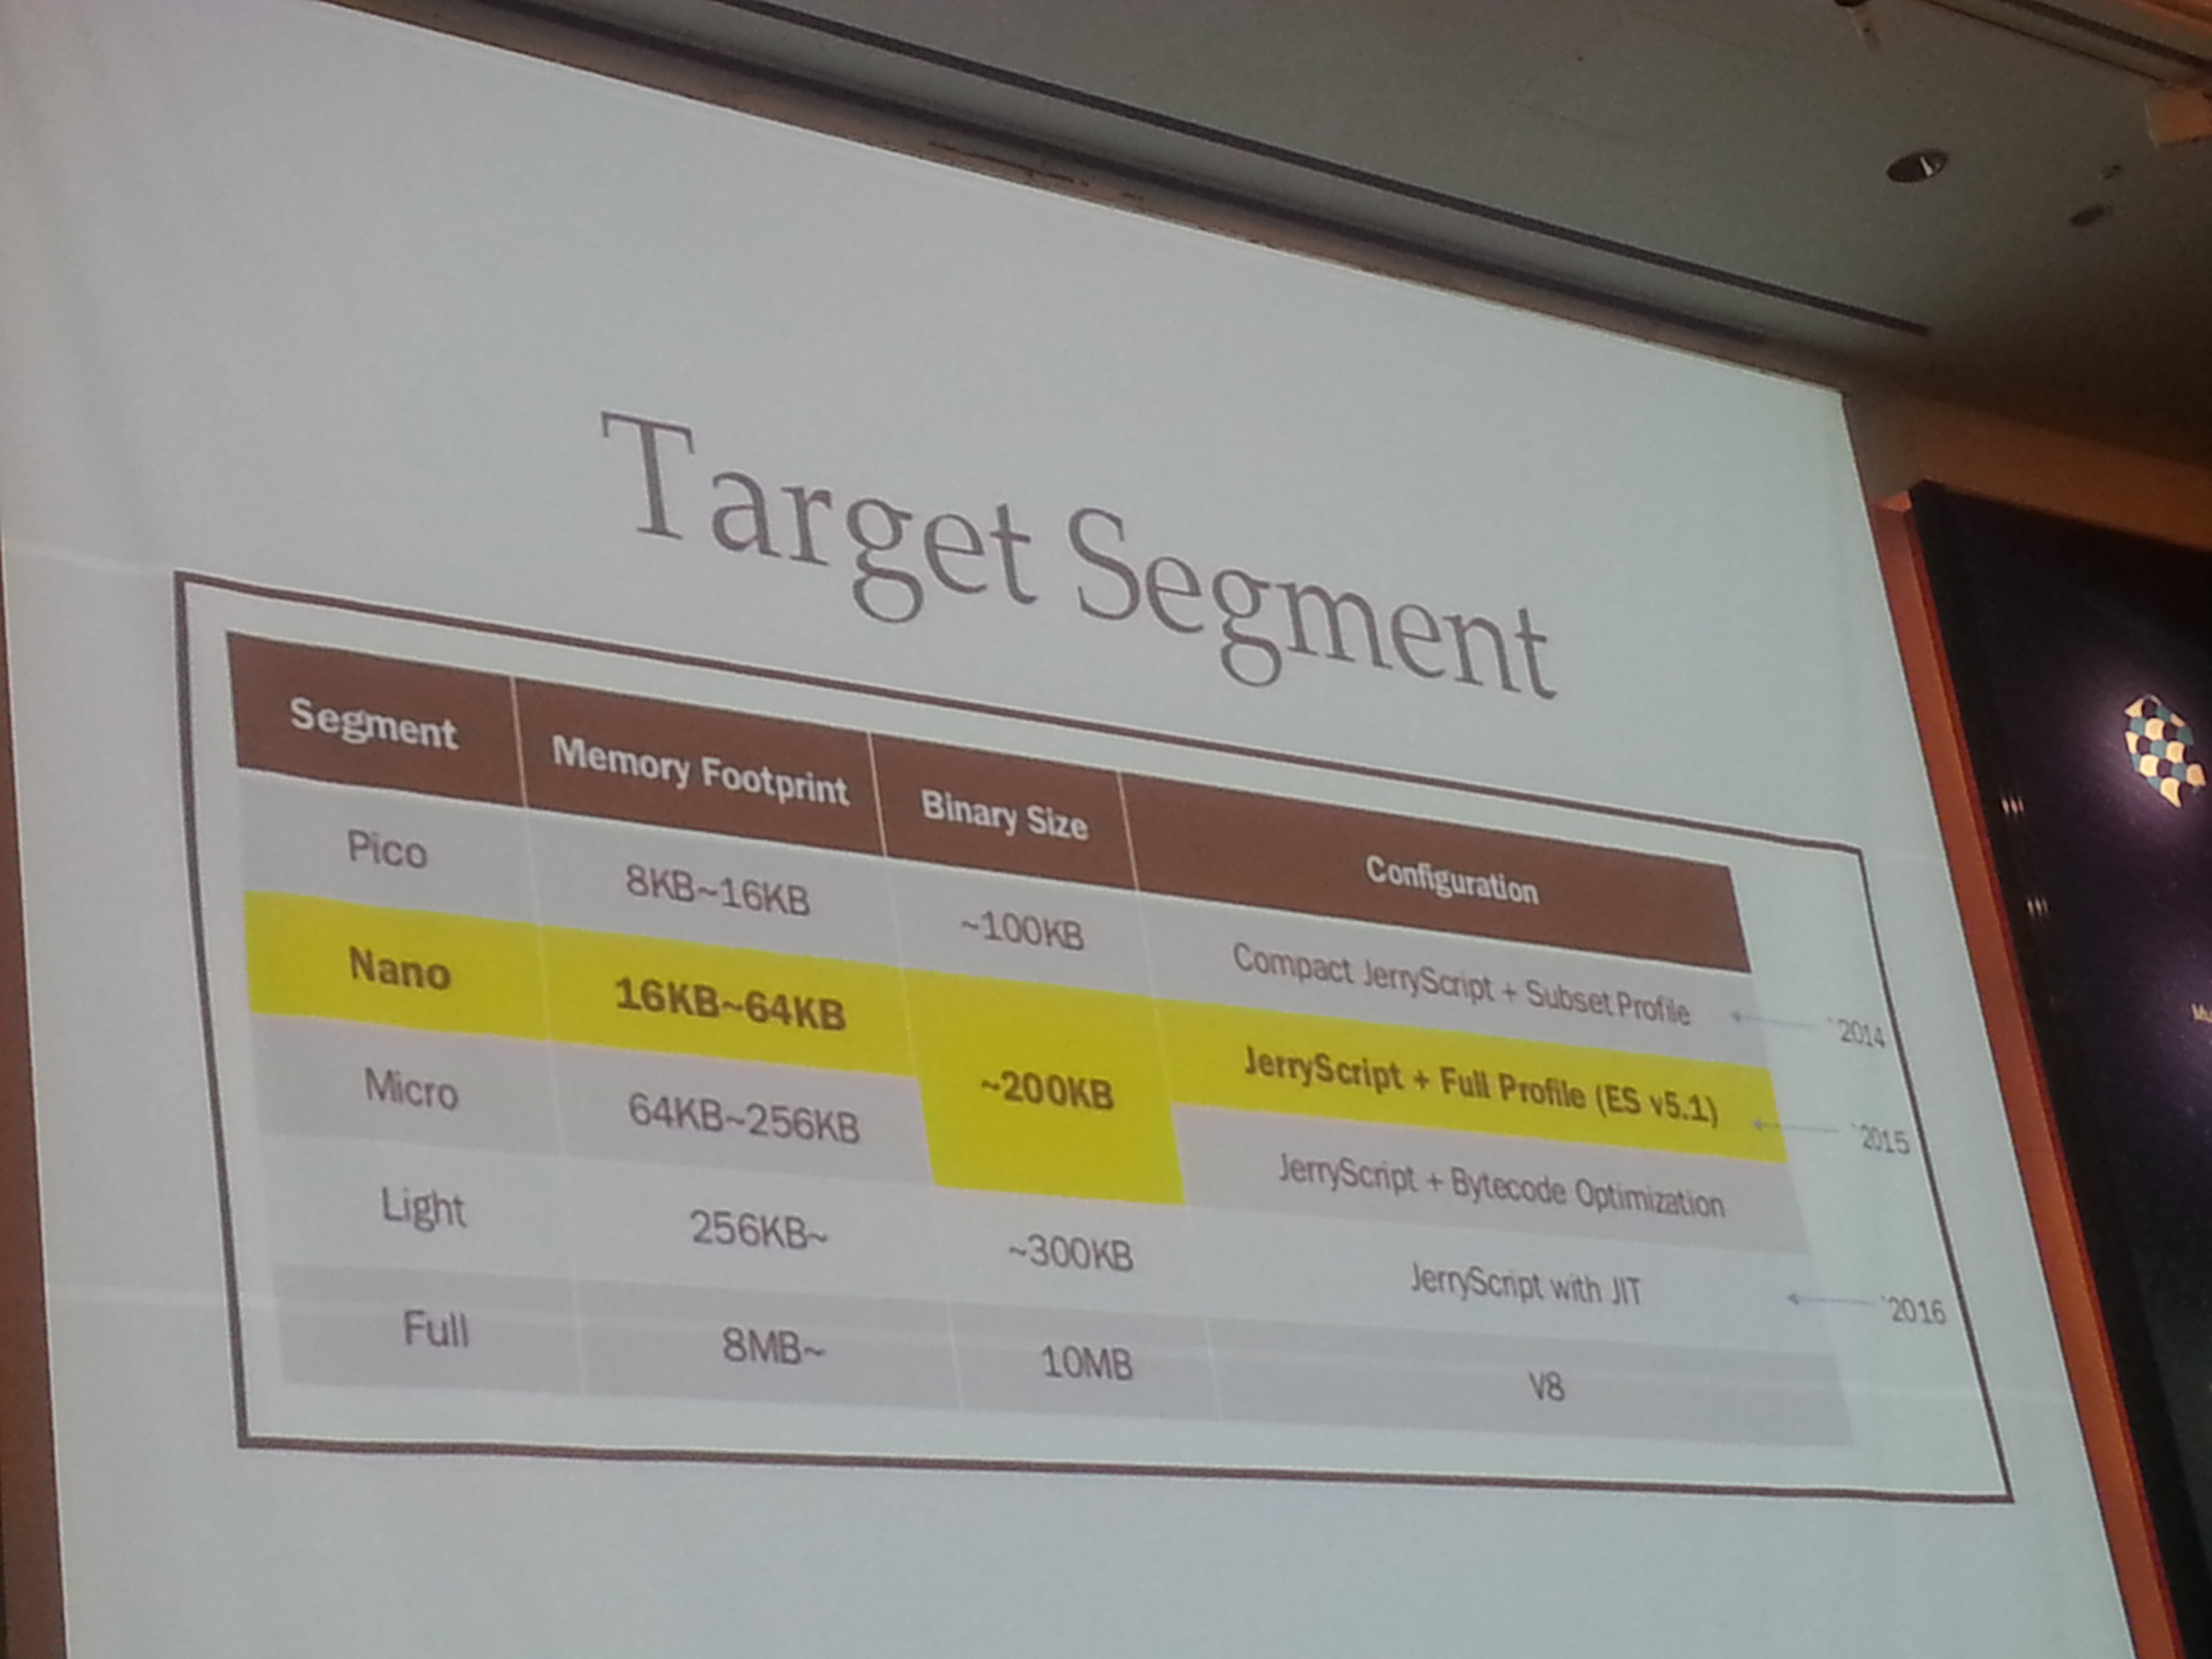 Target Segment
Segment Memory Footprint Binary Size Configuration
Pico 8KB~16KB ~100KB Compact JerryScript + Subset Profile `2014
Nano 16KB~64KB ~200KB JerryScript + Full Profile (ES v5.1) `2015
Micro 64KB~256KB JerryScript + Bytecode Optimization
Light 256KB~ ~300KB JerryScript with JIT `2016
Full 8MB~ 10MB V8